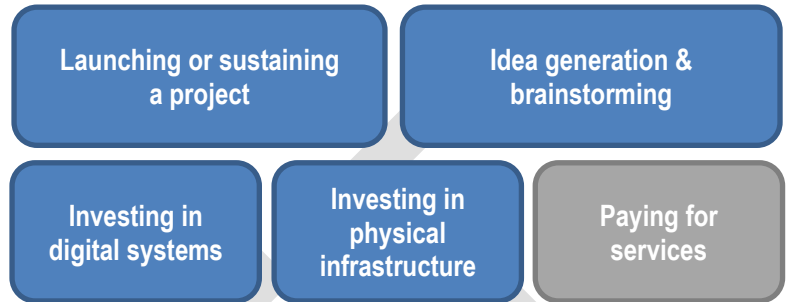 Launching or sustaining
a project
Idea generation &
brainstorming
Investing in
digital systems
Investing in
physical
infrastructure
Paying for
services